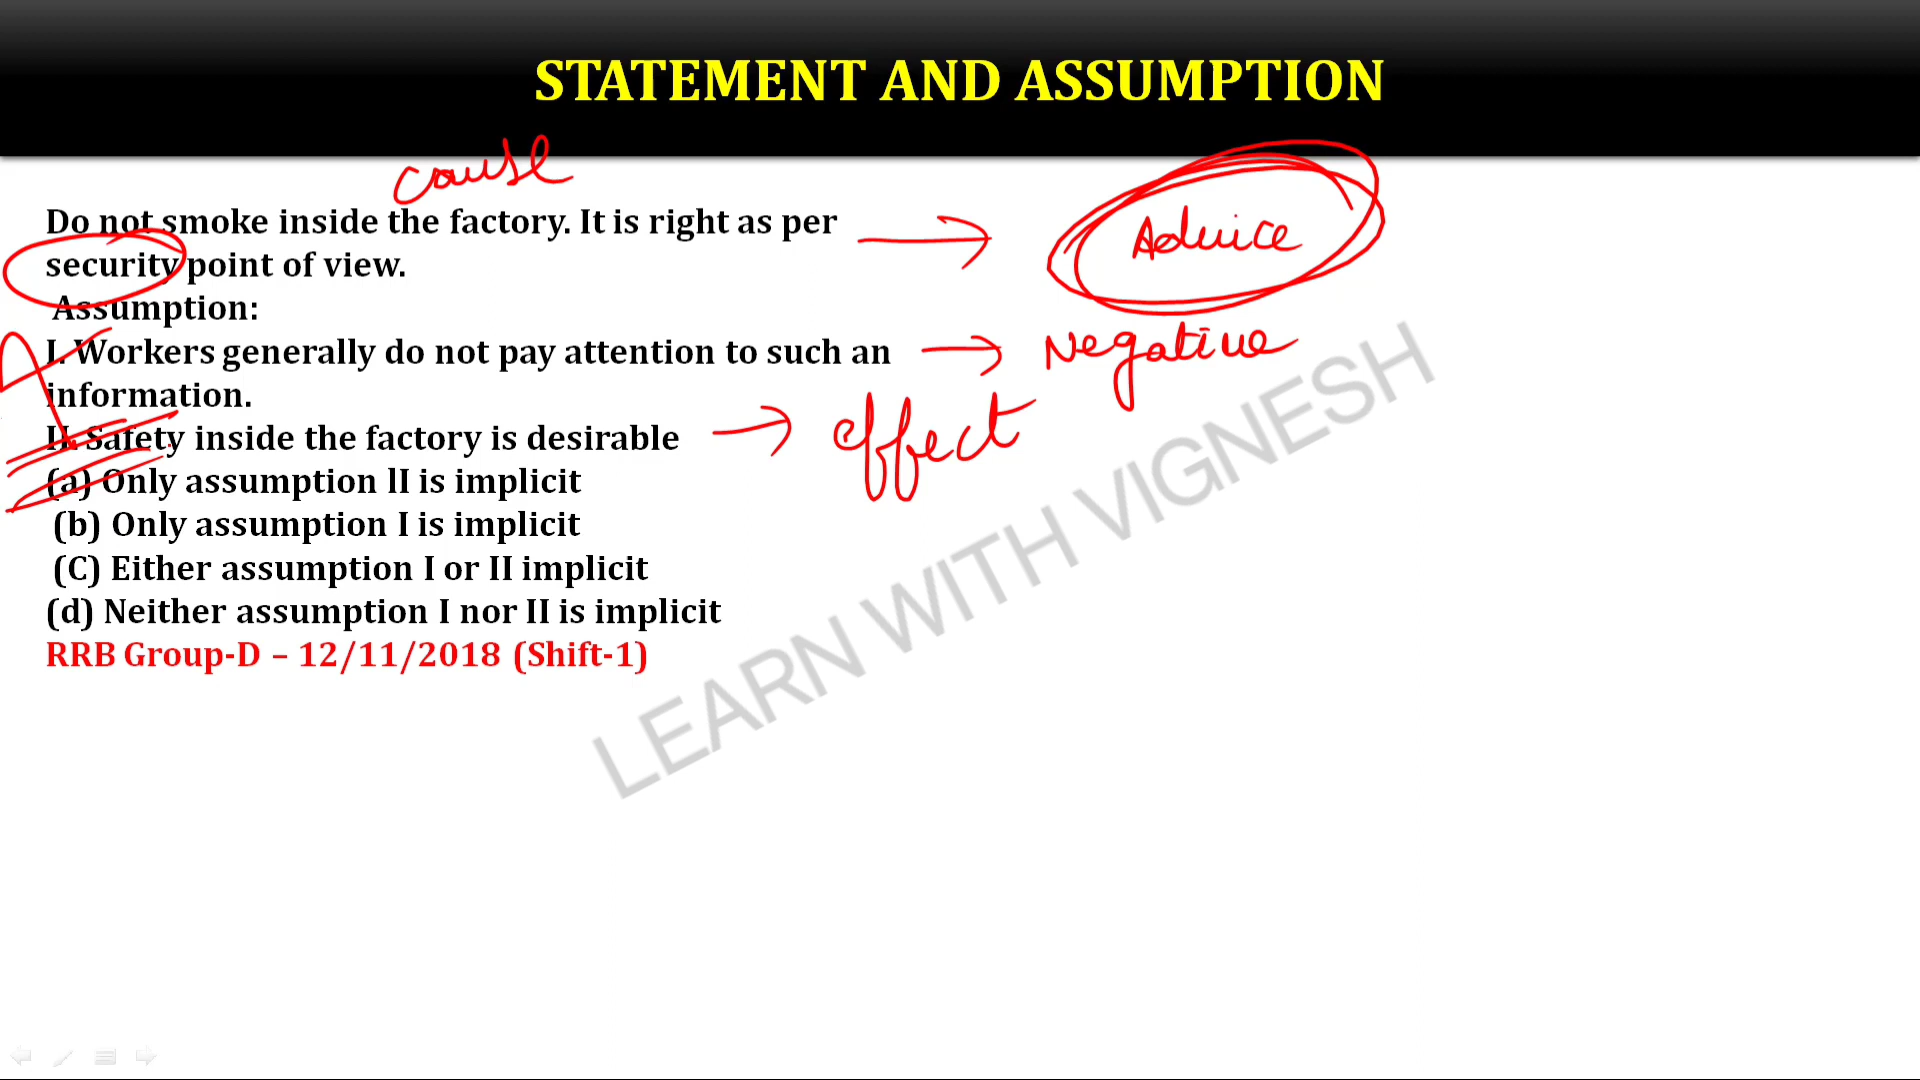 STATEMENT AND ASSUMPTION
cause
Do not smoke inside the factory. It is right as per
security point of view.
Advice
Assumption:
I. Workers generally do not pay attention to such an
Negative
information.
II. Safety inside the factory is desirable
effect
(a) Only assumption lI is implicit
(b) Only assumption I is implicit
(C) Either assumption I or II implicit
(d) Neither assumption I nor II is implicit
RRB Group-D – 12/11/2018 (Shift-1)
LEARN WITH VIGNESH